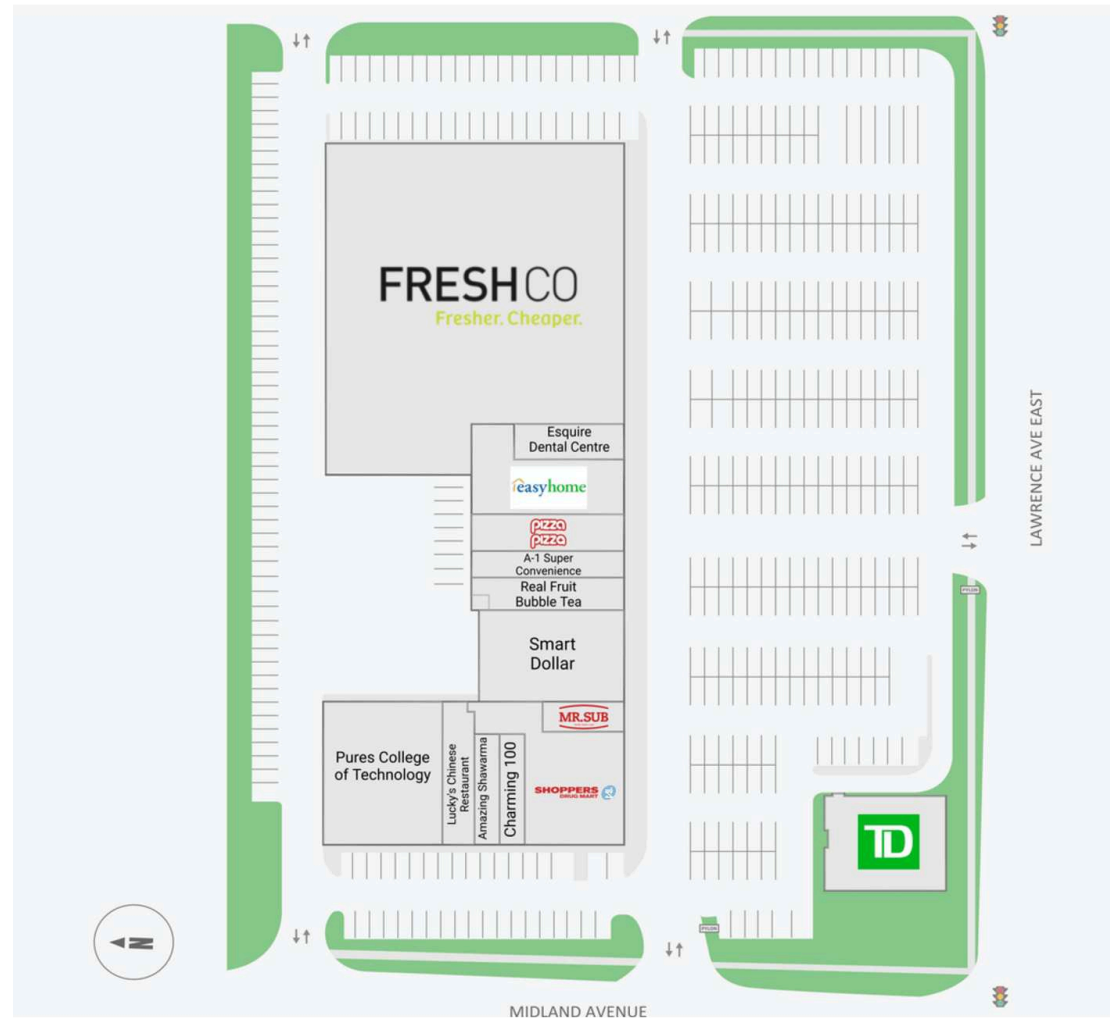 FRESHCO
Fresher. Cheaper.
Esquire
Dental Centre
easyhome
pizza
pizza
A-1 Super
Convenience
Real Fruit
Bubble Tea
Smart
Dollar
MR.SUB
Pures College
of Technology
Lucky's Chinese
Restaurant
Amazing Shawarma
Charming 100
SHOPPERS
DRUG MART
TD
PYLON
PYLON
LAWRENCE AVE EAST
MIDLAND AVENUE
N